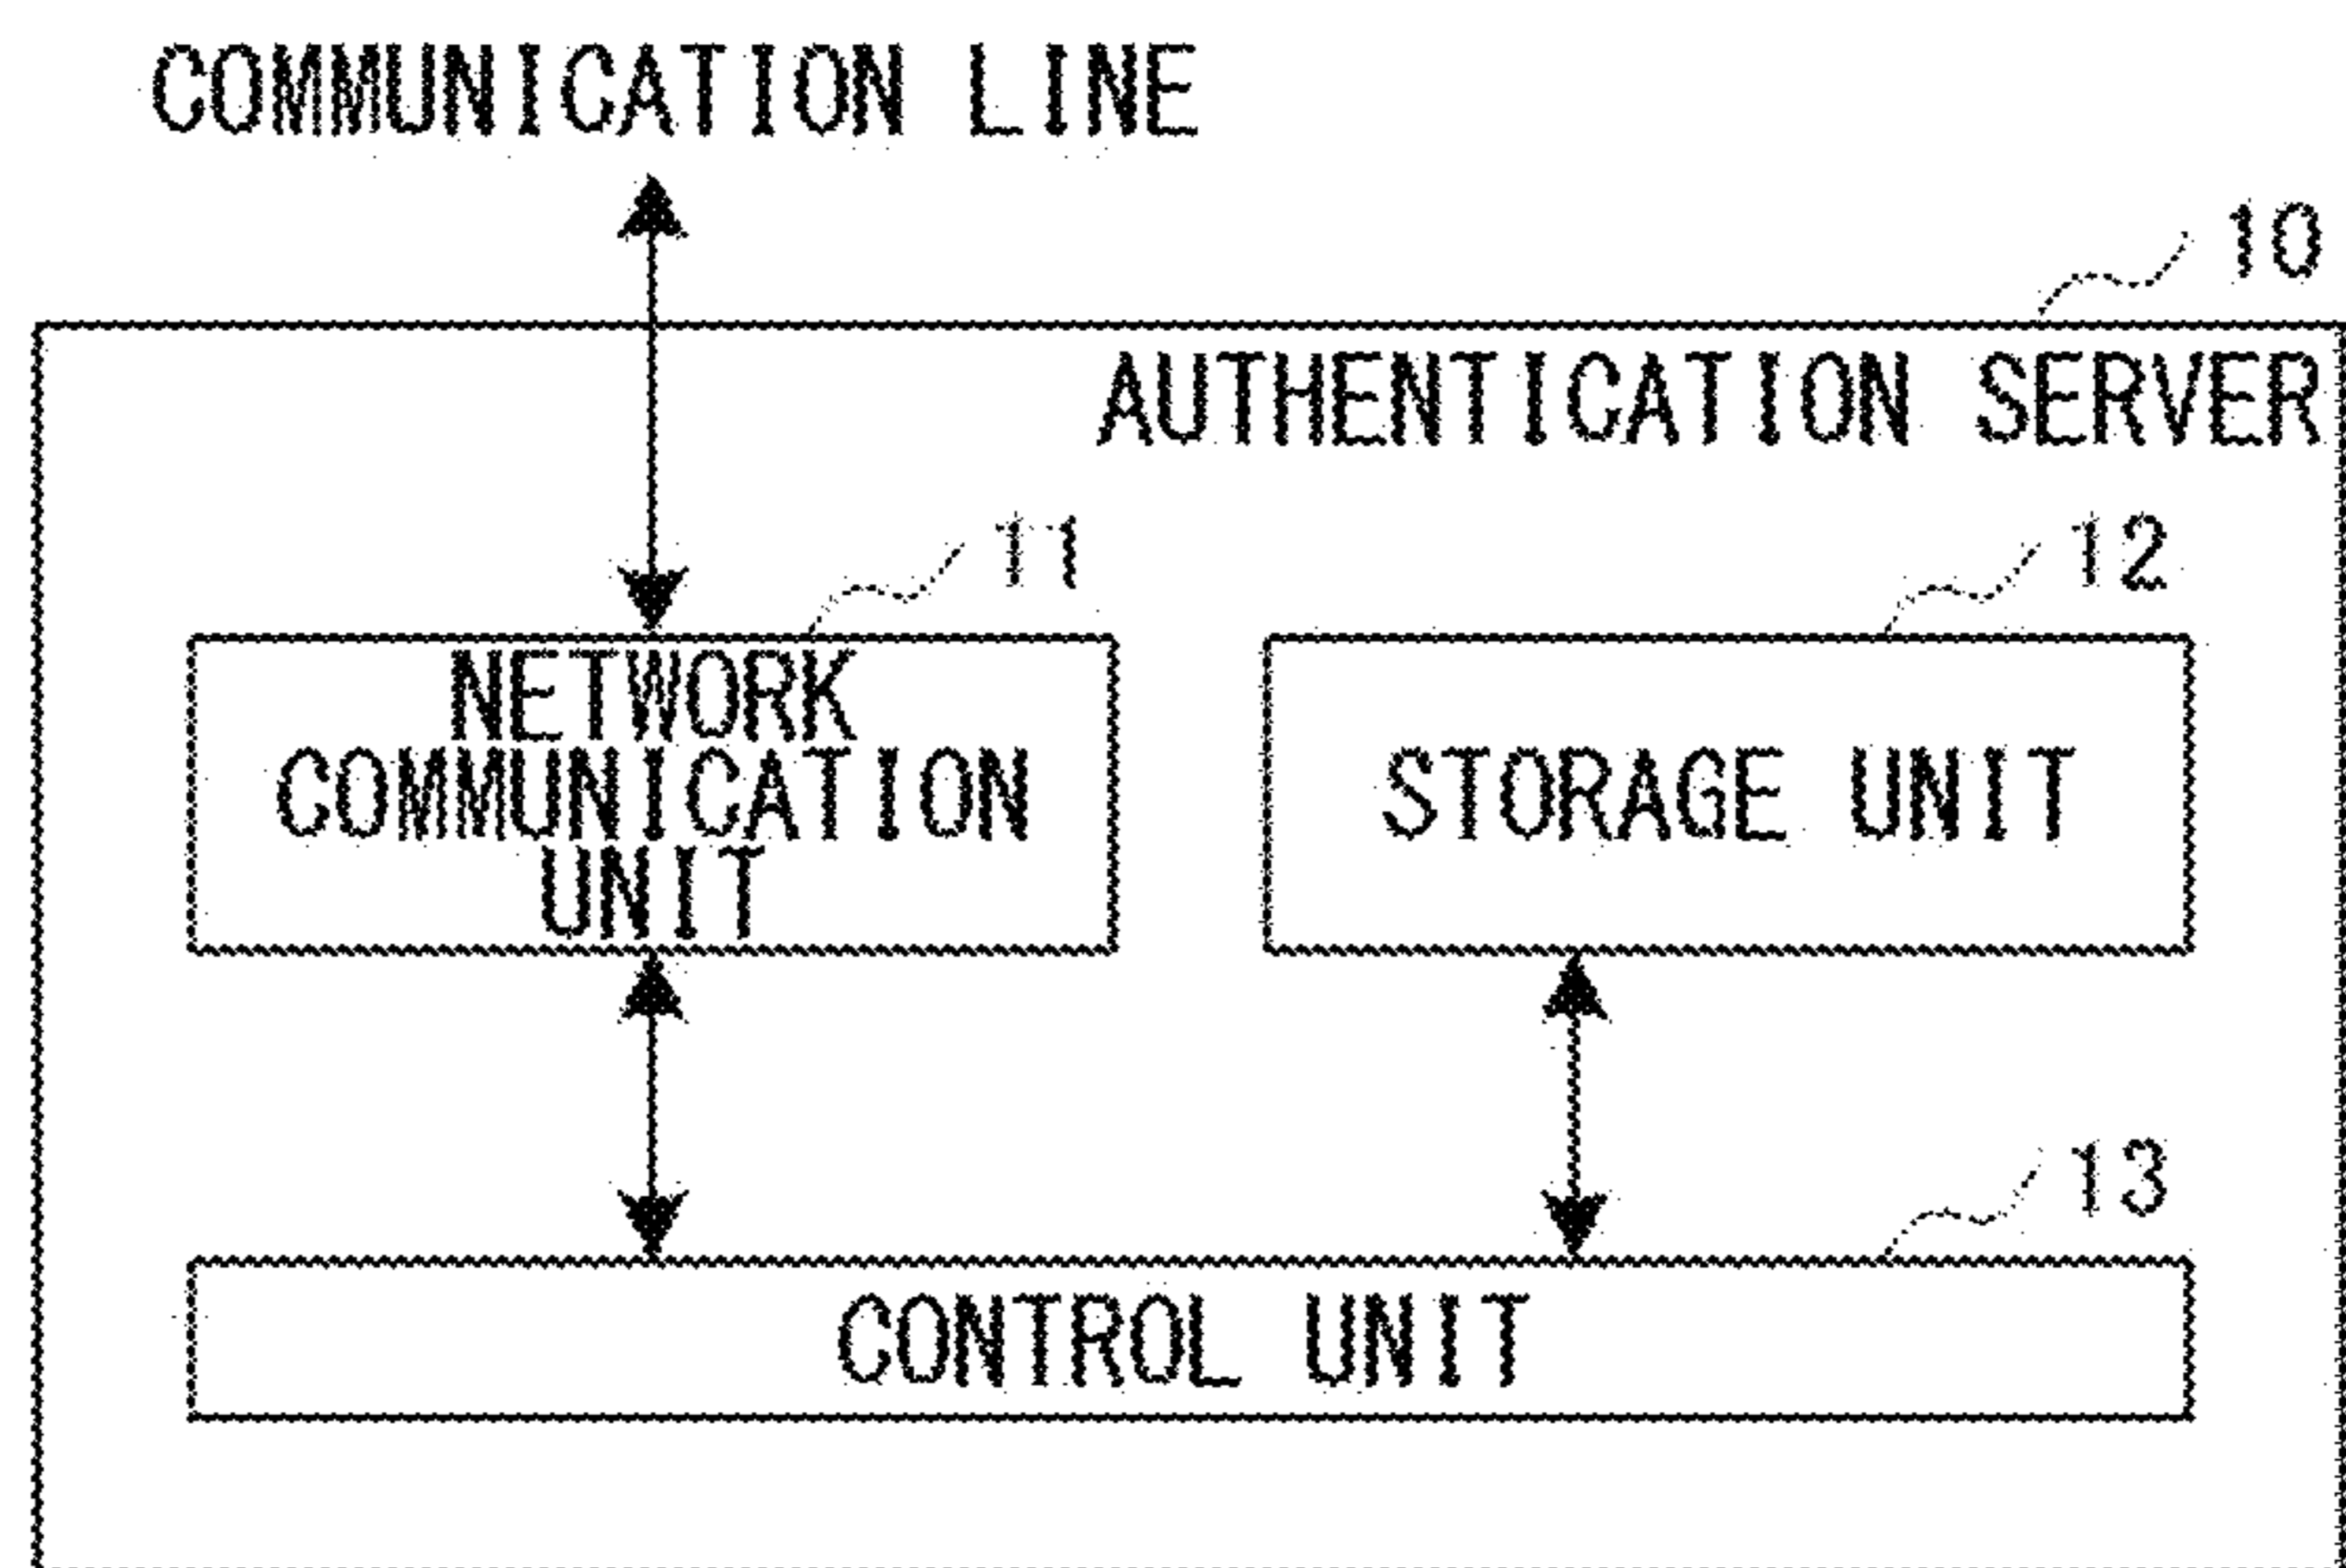 COMMUNICATION LINE
10
AUTHENTICATION SERVER
11
12
NETWORK
COMMUNICATION
UNIT
STORAGE UNIT
13
CONTROL UNIT